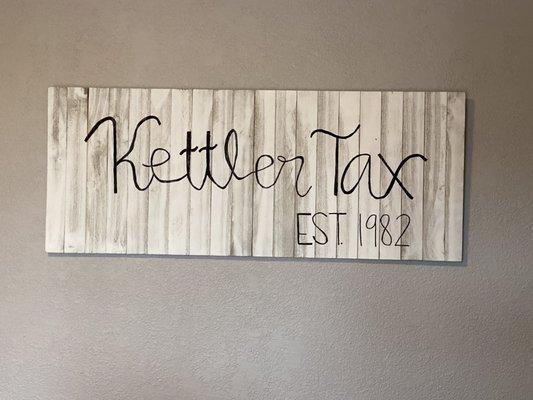 Kettler Tax
EST. 1982